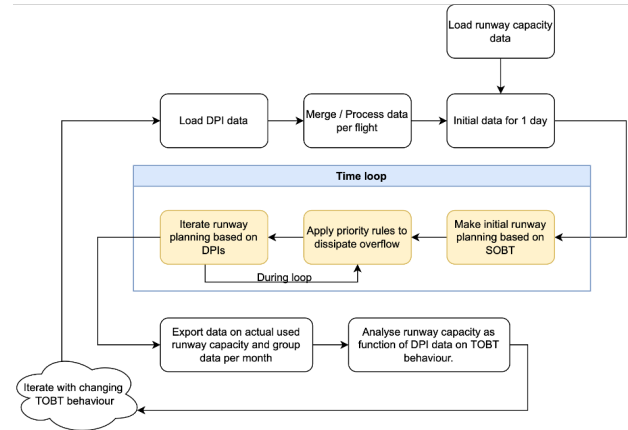 Load runway capacity
data
Load DPI data
Merge / Process data
per flight
Initial data for 1 day
Time loop
Iterate runway
planning based on
DPIs
Apply priority rules to
dissipate overflow
Make initial runway
planning based on
SOBT
During loop
Export data on actual used
runway capacity and group
data per month
Analyse runway capacity as
function of DPI data on TOBT
behaviour.
Iterate with changing
TOBT behaviour